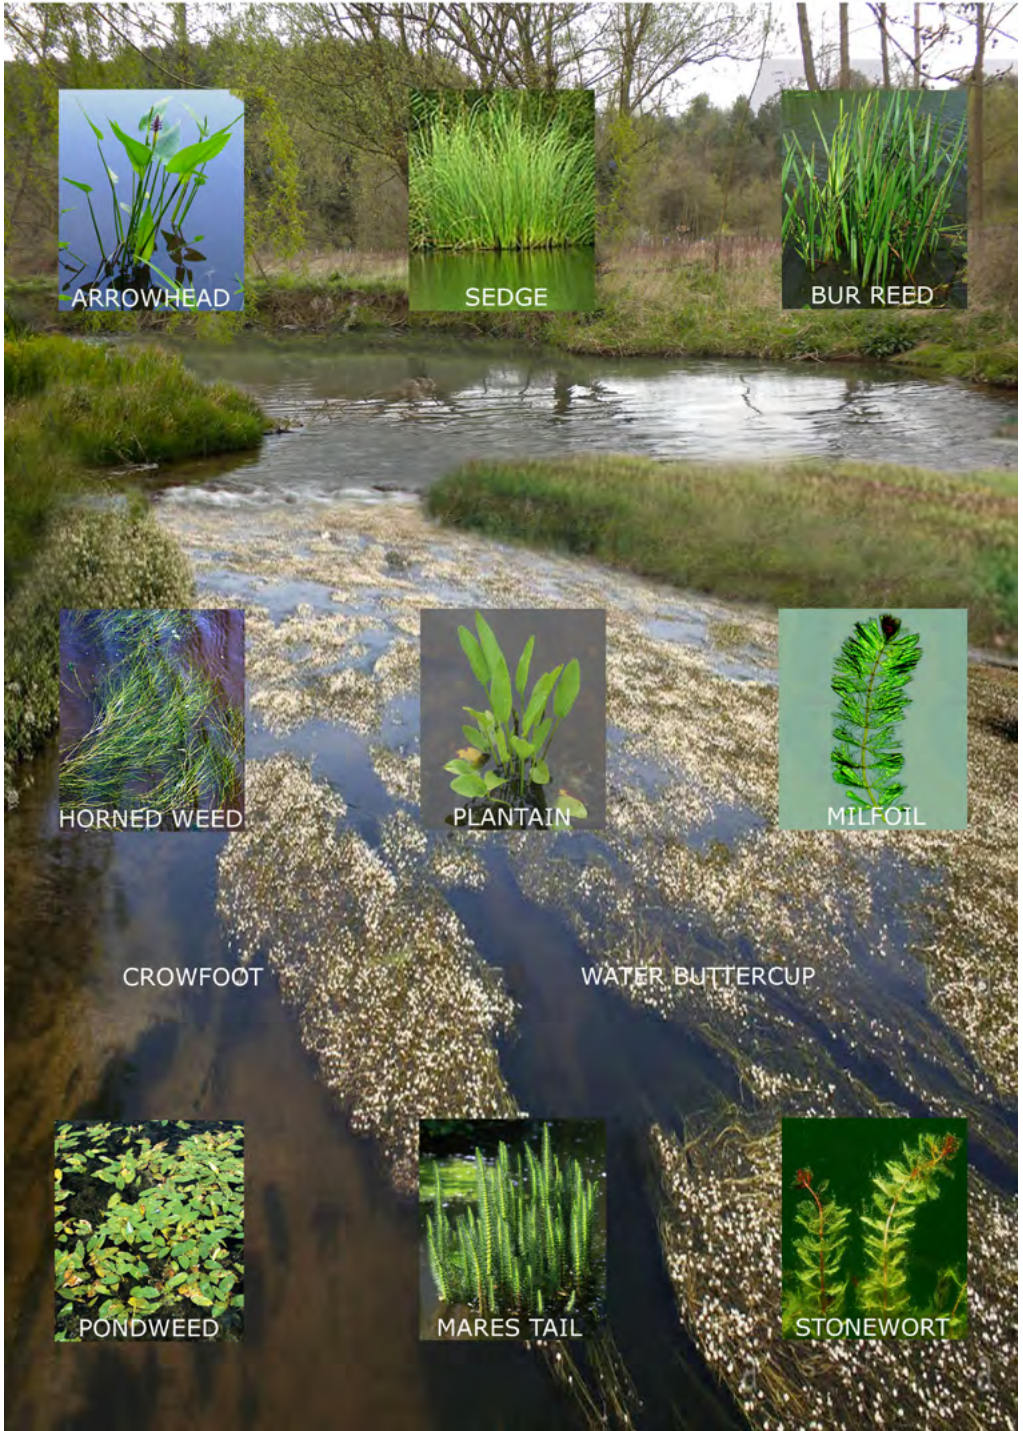 ARROWHEAD
SEDGE
BUR REED
HORNED WEED
PLANTAIN
MILFOIL
CROWFOOT
WATER BUTTERCUP
PONDWEED
MARES TAIL
STONEWORT